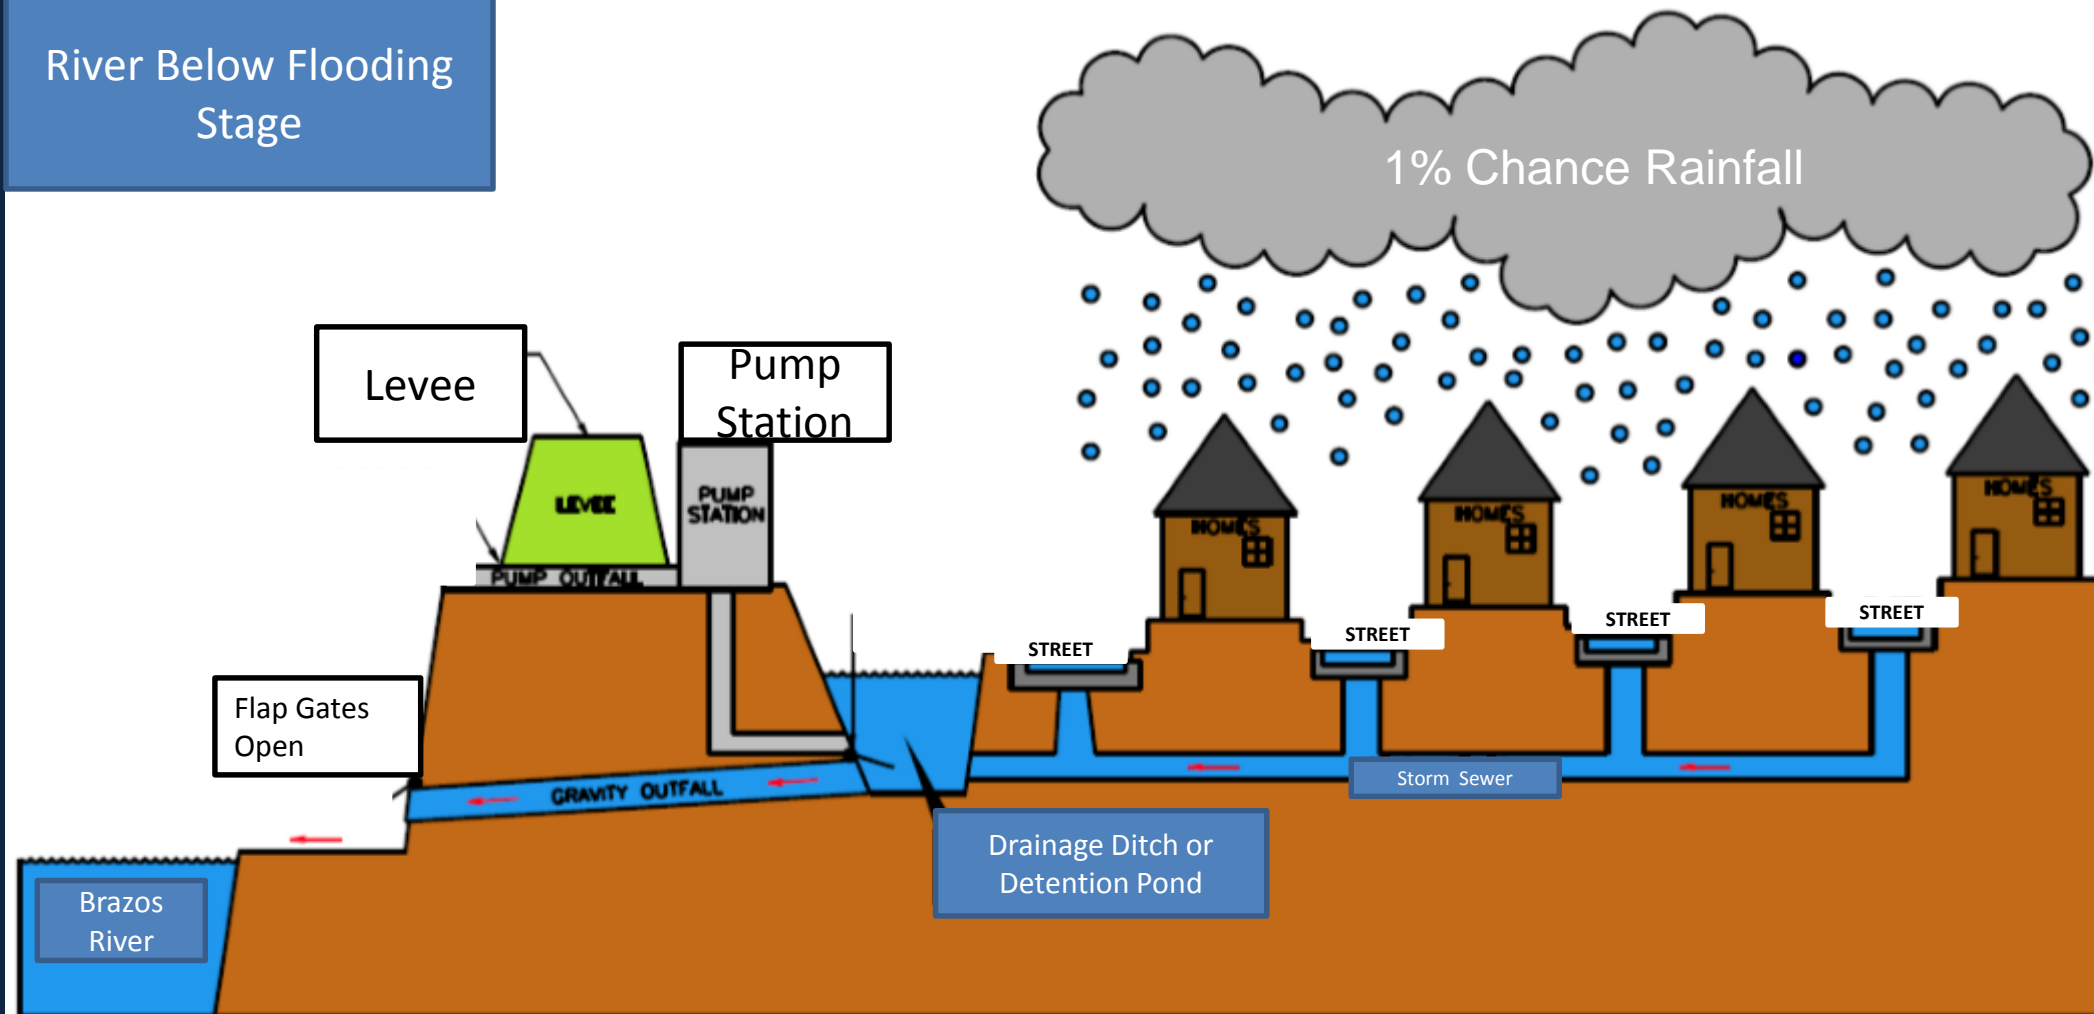 River Below Flooding
Stage
1% Chance Rainfall
Levee
Pump
Station
LEVEE
PUMP
STATION
PUMP OUTFALL
HOMES
HOMES
HOMES
HOMES
STREET
STREET
STREET
STREET
Flap Gates
Open
GRAVITY OUTFALL
Storm Sewer
Drainage Ditch or
Detention Pond
Brazos
River